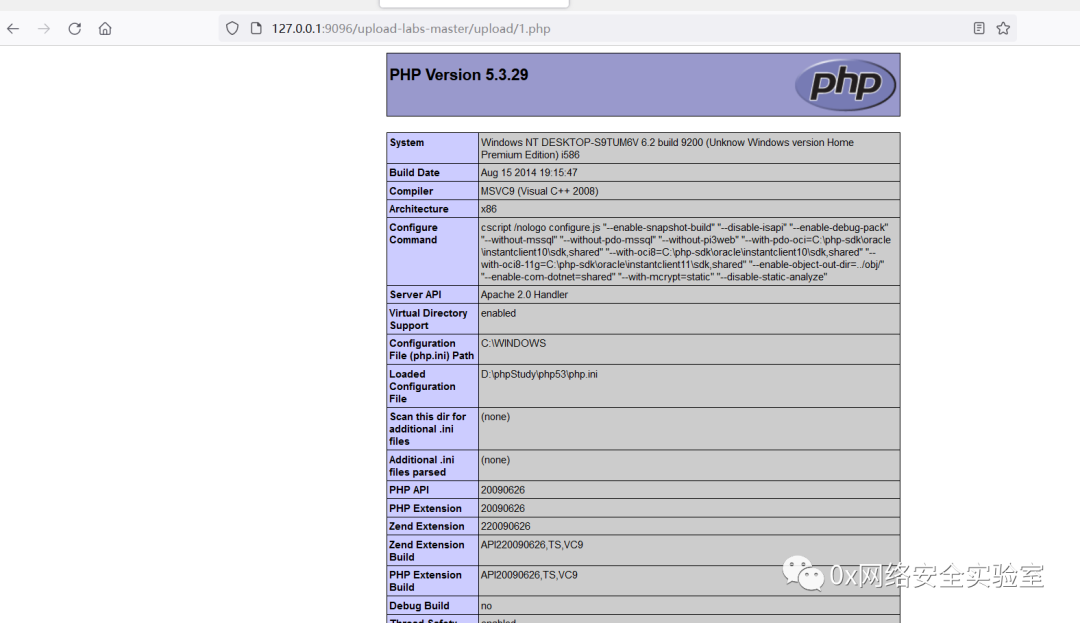 127.0.0.1:9096/upload-labs-master/upload/1.php
PHP Version 5.3.29
php
System
Windows NT DESKTOP-S9TUM6V 6.2 build 9200 (Unknow Windows version Home
Premium Edition) i586
Build Date
Aug 15 2014 19:15:47
Compiler
MSVC9 (Visual C++ 2008)
Architecture
x86
Configure
Command
cscript /nologo configure.js "--enable-snapshot-build" "--disable-isapi" "--enable-debug-pack"
"--without-mssql" "--without-pdo-mssql" "--without-pi3web" "--with-pdo-oci=C:\php-sdk\oracle
\instantclient10\sdk,shared" "--with-oci8=C:\php-sdk\oracle\instantclient10\sdk,shared" "--
with-oci8-11g=C:\php-sdk\oracle\instantclient11\sdk,shared" "--enable-object-out-dir=../obj/"
"--enable-com-dotnet=shared" "--with-mcrypt=static" "--disable-static-analyze"
Server API
Apache 2.0 Handler
Virtual Directory
Support
enabled
Configuration
File (php.ini) Path
C:\WINDOWS
Loaded
Configuration
File
D:\phpStudy\php53\php.ini
Scan this dir for
additional .ini
files
(none)
Additional .ini
files parsed
(none)
PHP API
20090626
PHP Extension
20090626
Zend Extension
220090626
Zend Extension
Build
API220090626,TS,VC9
PHP Extension
Build
API20090626,TS,VC9
Debug Build
no
Thread Safety
enabled
0x网络安全实验室